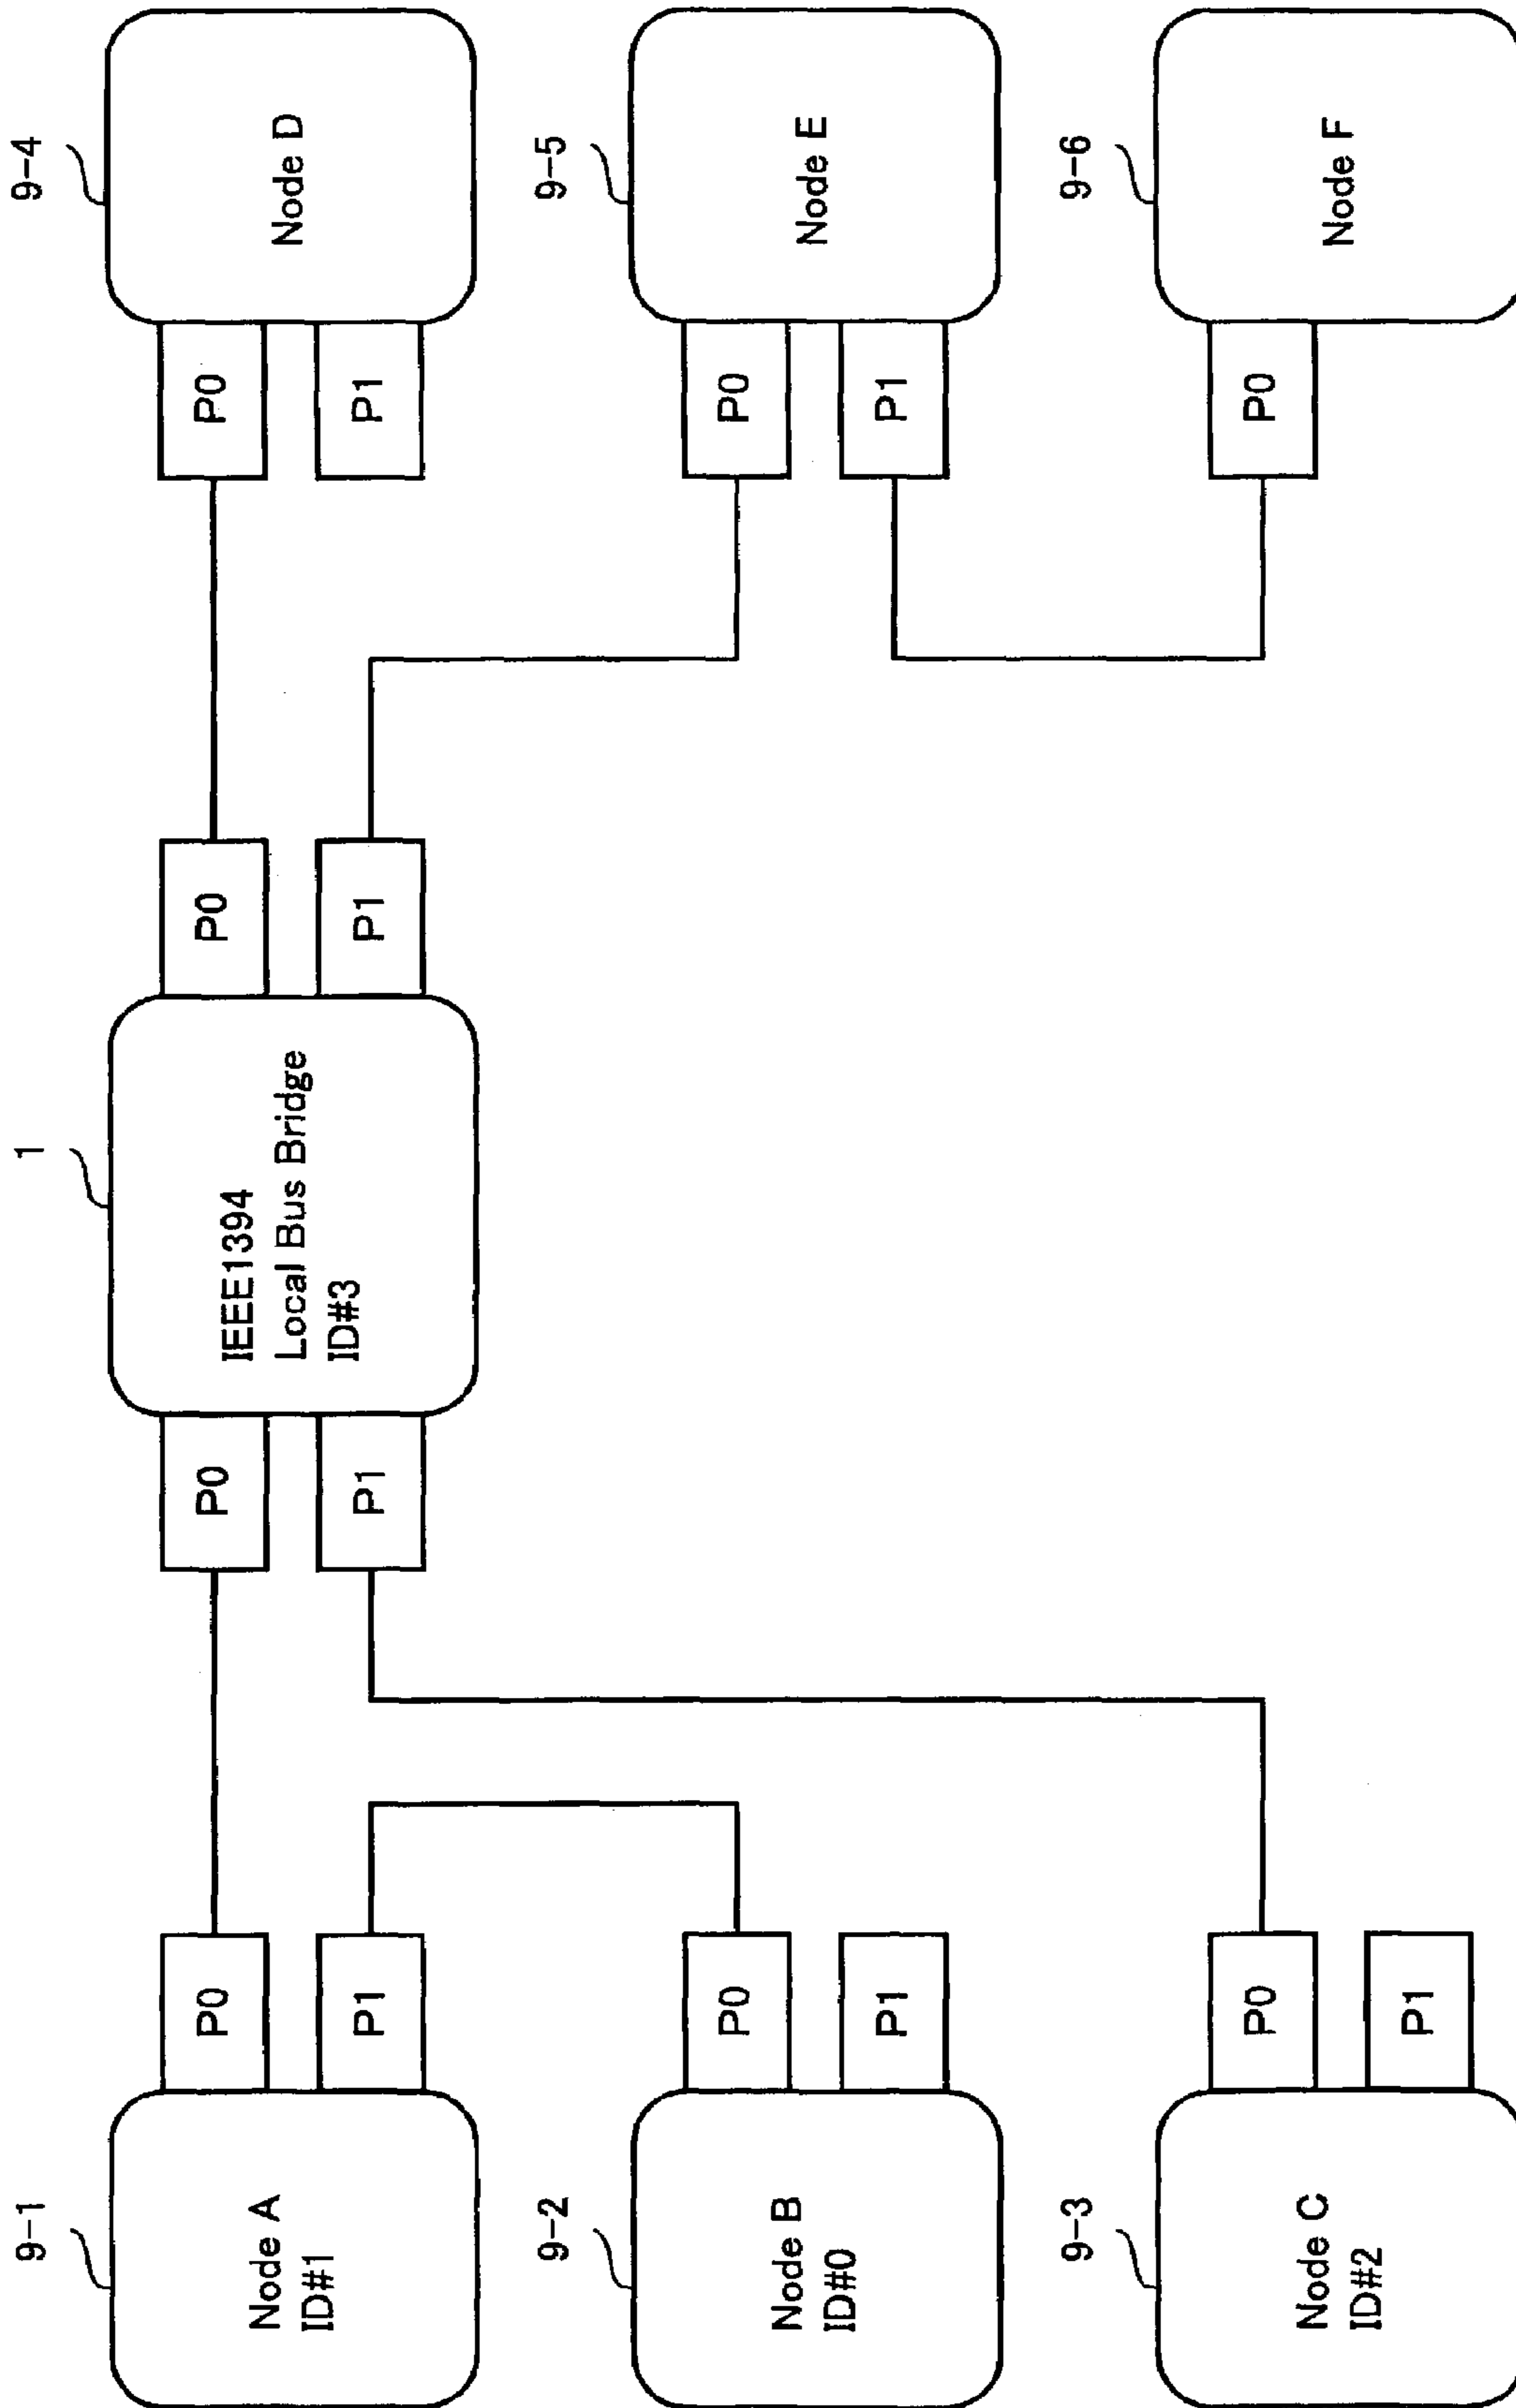 9-1
Node A
ID#1
P0
P1
9-2
Node B
ID#0
P0
P1
9-3
Node C
ID#2
P0
P1
1
IEEE1394
Local Bus Bridge
ID#3
P0
P1
P0
P1
9-4
Node D
P0
P1
9-5
Node E
P0
P1
9-6
Node F
P0